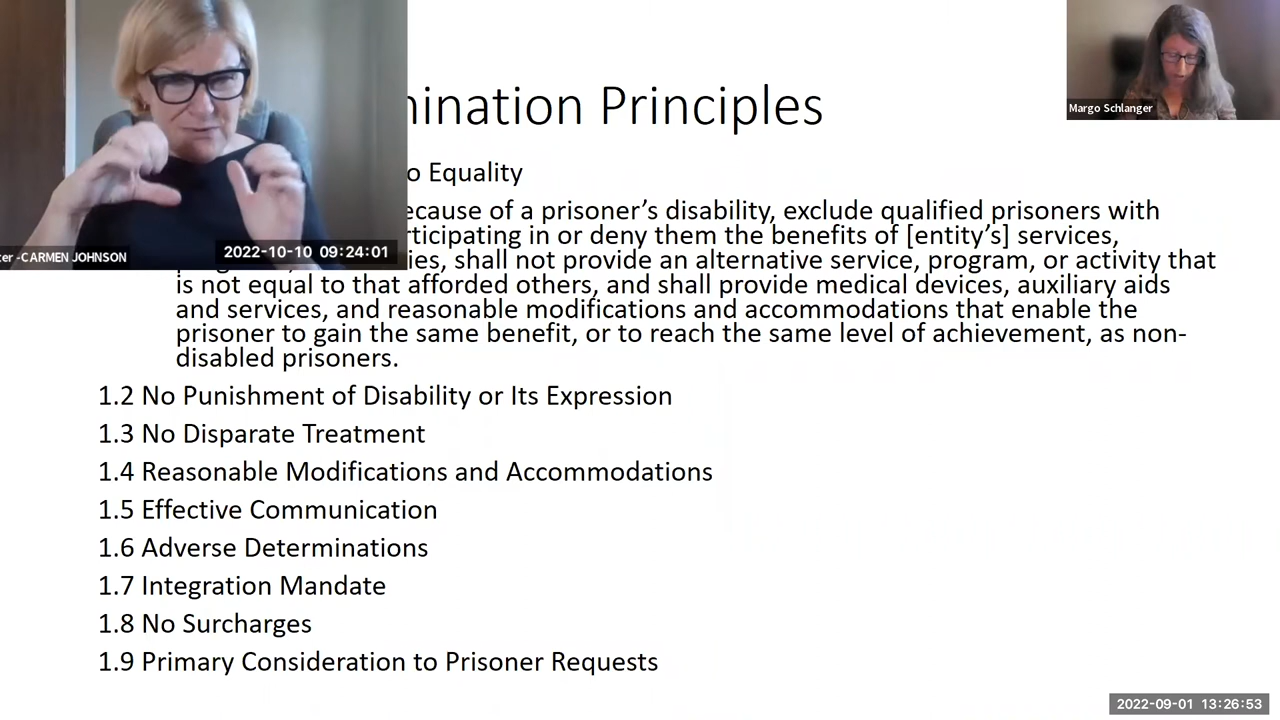 mination Principles
Margo Schlanger
o Equality
ecause of a prisoner's disability, exclude qualified prisoners with
rticipating in or deny them the benefits of [entity's] services,
ies, shall not provide an alternative service, program, or activity that
is not equal to that afforded others, and shall provide medical devices, auxiliary aids
and services, and reasonable modifications and accommodations that enable the
prisoner to gain the same benefit, or to reach the same level of achievement, as non-
disabled prisoners.
ter -CARMEN JOHNSON
2022-10-10 09:24:01
1.2 No Punishment of Disability or Its Expression
1.3 No Disparate Treatment
1.4 Reasonable Modifications and Accommodations
1.5 Effective Communication
1.6 Adverse Determinations
1.7 Integration Mandate
1.8 No Surcharges
1.9 Primary Consideration to Prisoner Requests
2022-09-01 13:26:53